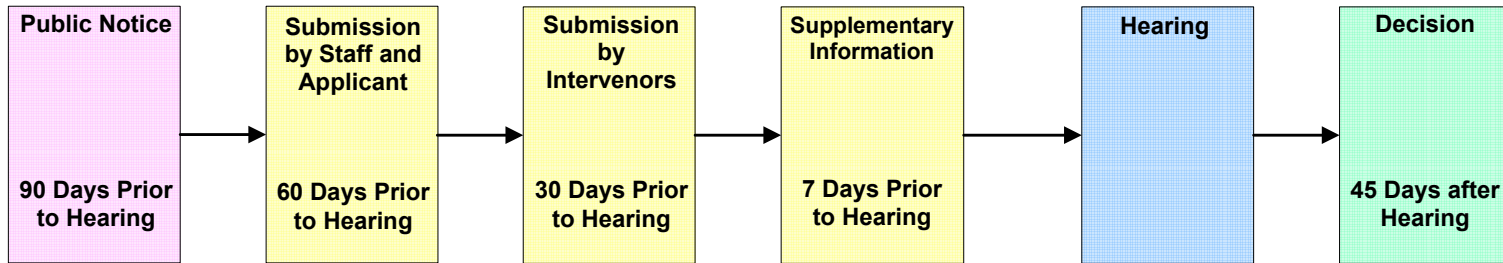 Public Notice
90 Days Prior
to Hearing
Submission
by Staff and
Applicant
60 Days Prior
to Hearing
Submission
by
Intervenors
30 Days Prior
to Hearing
Supplementary
Information
7 Days Prior
to Hearing
Hearing
Decision
45 Days after
Hearing